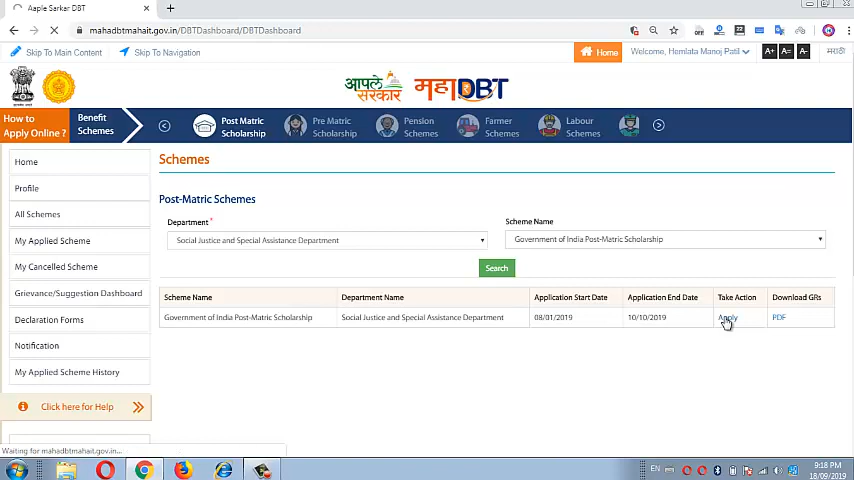 Aaple Sarkar DBT
mahadbtmahait.gov.in/DBTDashboard/DBTDashboard
Skip To Main Content
Skip To Navigation
Home
Welcome, Hemlata Manoj Patil
A+ A= A-
मराठी
आपले
सरकार
महाDBT
How to
Apply Online ?
Benefit
Schemes
Post Matric
Scholarship
Pre Matric
Scholarship
Pension
Schemes
Farmer
Schemes
Labour
Schemes
Home
Profile
All Schemes
My Applied Scheme
My Cancelled Scheme
Grievance/Suggestion Dashboard
Declaration Forms
Notification
My Applied Scheme History
Click here for Help
Schemes
Post-Matric Schemes
Department *
Scheme Name
Social Justice and Special Assistance Department
Government of India Post-Matric Scholarship
Search
Scheme Name Department Name Application Start Date Application End Date Take Action Download GRs
Government of India Post-Matric Scholarship Social Justice and Special Assistance Department 08/01/2019 10/10/2019 Apply PDF
Waiting for mahadbtmahait.gov.in...
EN
9:18 PM
18/09/2019